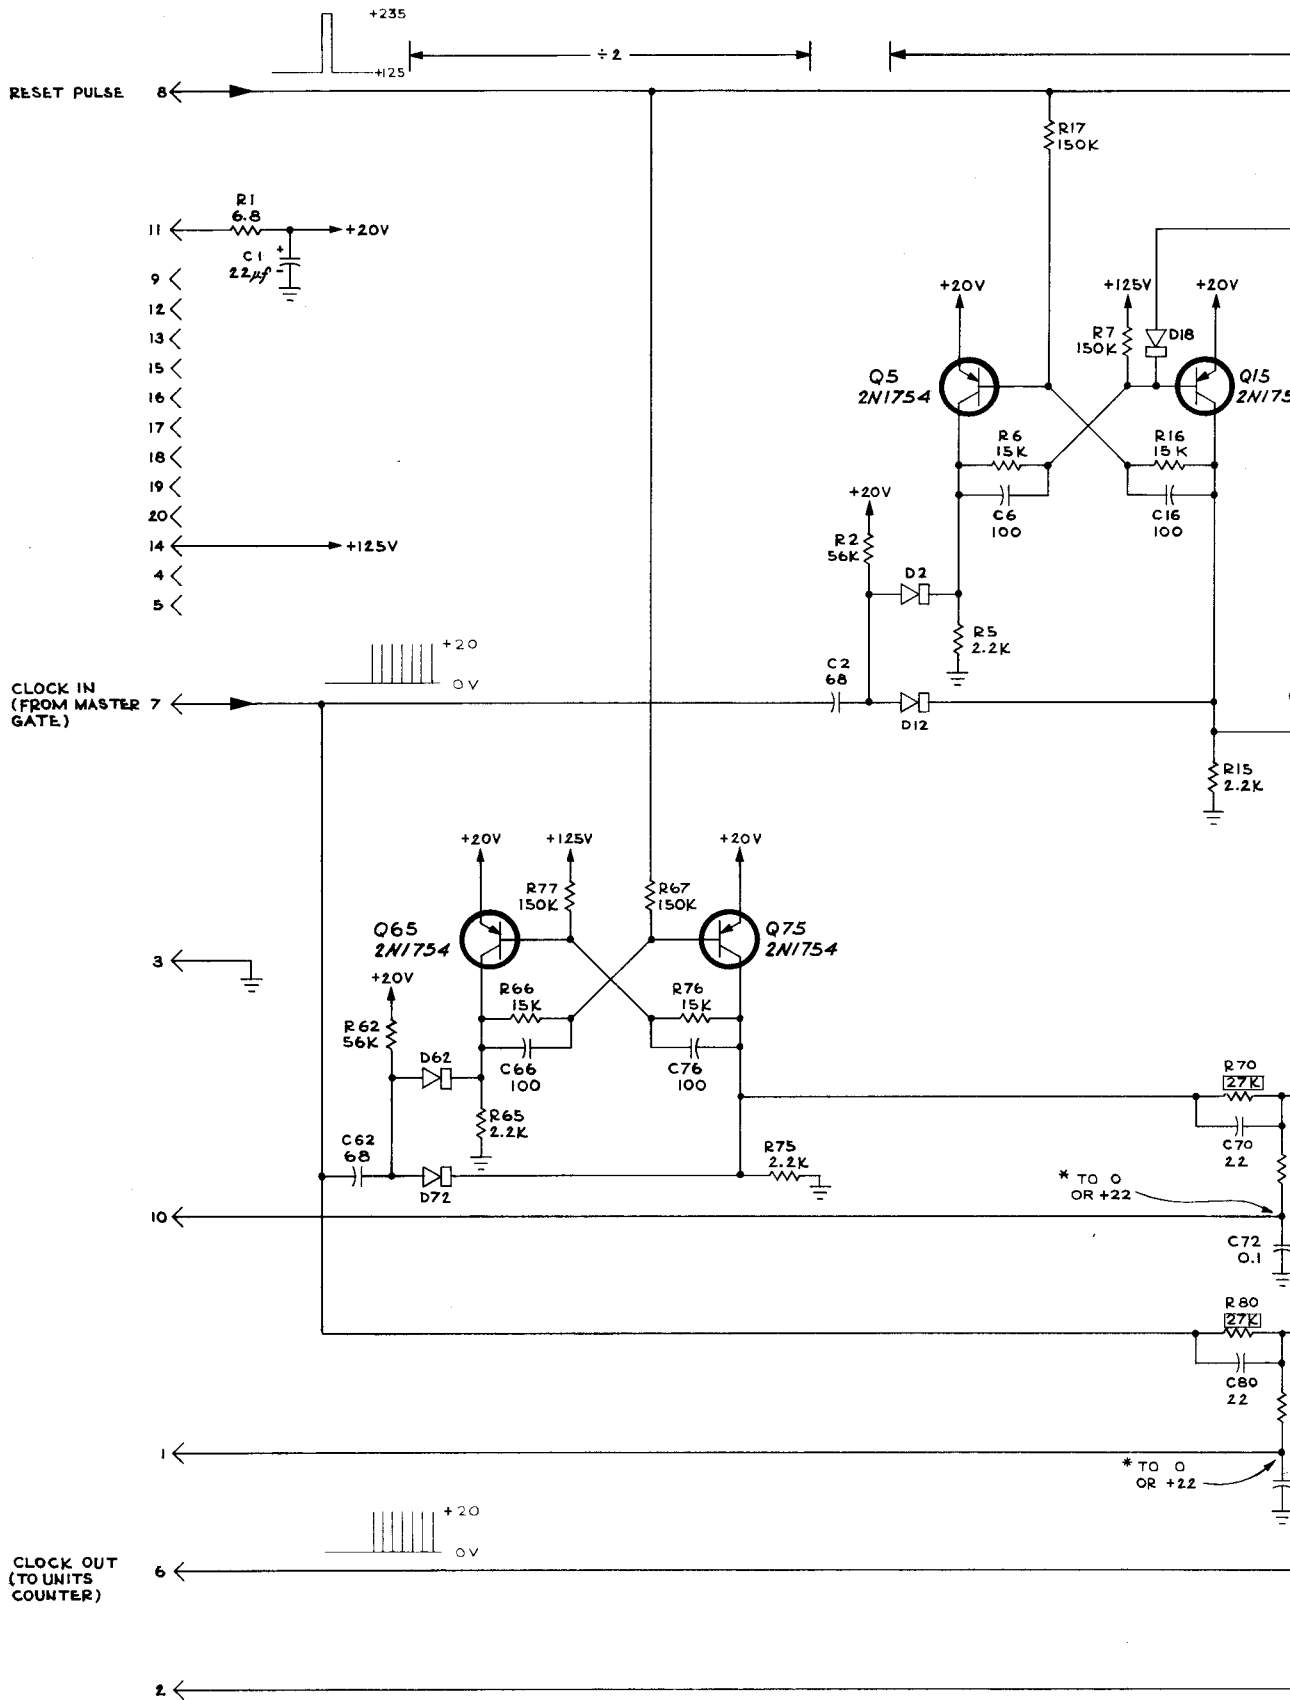 +235
÷2
+125
RESET PULSE 8
R17
150K
R1
6.8
11
+20V
C1
+
22µf
-
9
12
13
15
16
17
18
19
20
14
+125V
4
5
+20V
+125V
+20V
R7
150K
D18
Q5
2N1754
Q15
2N175
R6
15K
R16
15K
C6
100
C16
100
+20V
R2
56K
D2
R5
2.2K
+20
0V
C2
68
CLOCK IN
(FROM MASTER 7
GATE)
D12
R15
2.2K
+20V
+125V
+20V
R77
150K
R67
150K
Q65
2N1754
Q75
2N1754
3
+20V
R66
15K
R76
15K
R62
56K
D62
C66
100
C76
100
R70
27K
R65
2.2K
C62
68
C70
22
R75
2.2K
D72
* TO 0
OR +22
10
C72
0.1
R80
27K
C80
22
1
* TO 0
OR +22
+20
0V
CLOCK OUT
(TO UNITS
COUNTER)
6
2